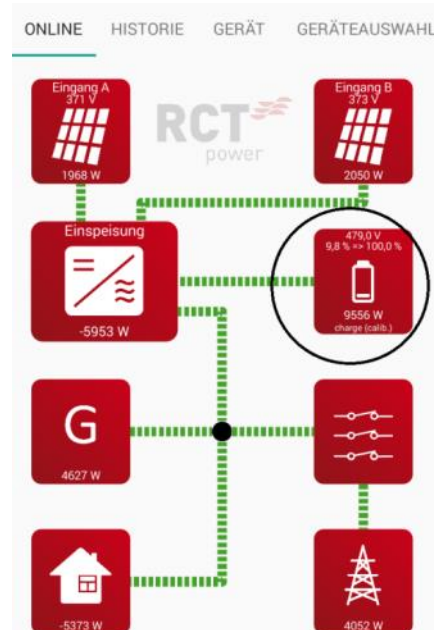 ONLINE HISTORIE GERÄT GERÄTEAUSWAHL
Eingang A
371 V
1968 W
RCT
power
Eingang B
373 V
2050 W
Einspeisung
-5953 W
479,0 V
9,8 % => 100,0 %
9556 W
charge (calib.)
G
4627 W
-5373 W
4052 W